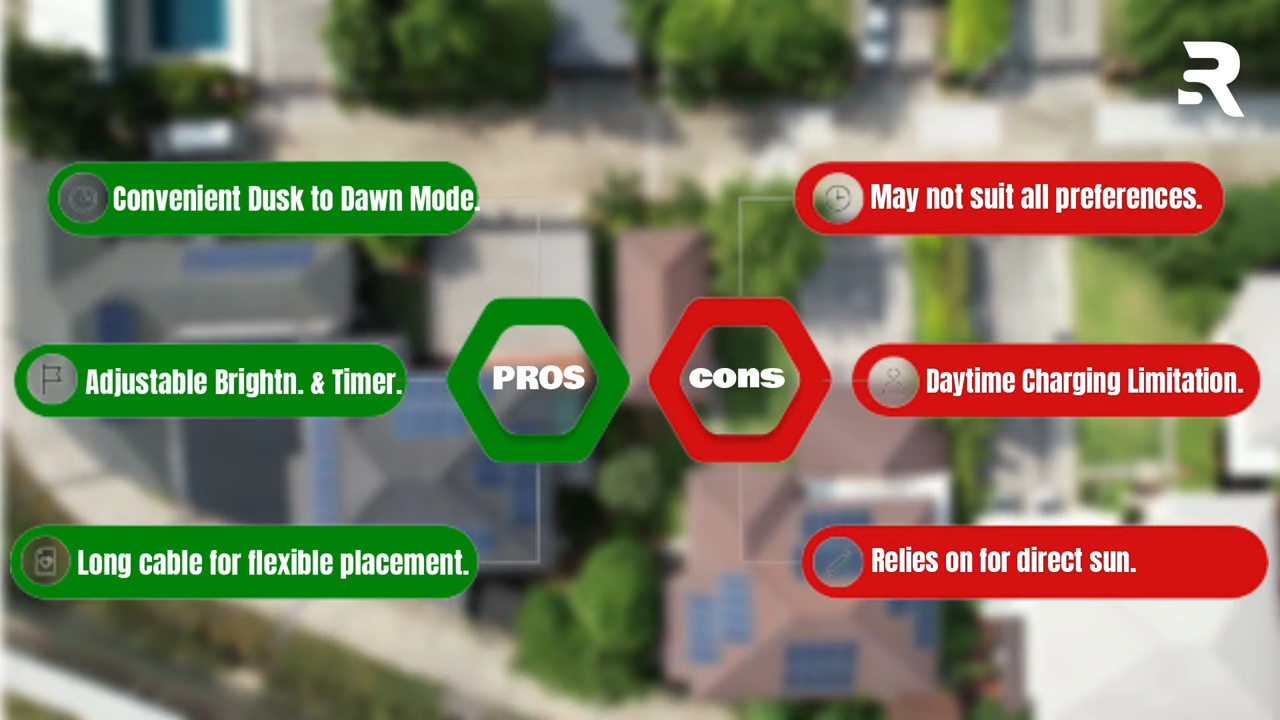 Convenient Dusk to Dawn Mode.
Adjustable Brightn. & Timer.
Long cable for flexible placement.
PROS
cons
May not suit all preferences.
Daytime Charging Limitation.
Relies on for direct sun.